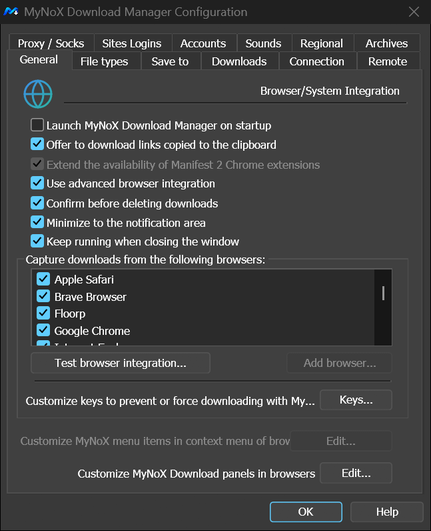 MyNoX Download Manager Configuration
Proxy / Socks Sites Logins Accounts Sounds Regional Archives
General File types Save to Downloads Connection Remote
Browser/System Integration
Launch MyNoX Download Manager on startup
Offer to download links copied to the clipboard
Extend the availability of Manifest 2 Chrome extensions
Use advanced browser integration
Confirm before deleting downloads
Minimize to the notification area
Keep running when closing the window
Capture downloads from the following browsers:
Apple Safari
Brave Browser
Floorp
Google Chrome
Test browser integration... Add browser...
Customize keys to prevent or force downloading with My... Keys...
Customize MyNoX menu items in context menu of brov Edit...
Customize MyNoX Download panels in browsers Edit...
OK Help